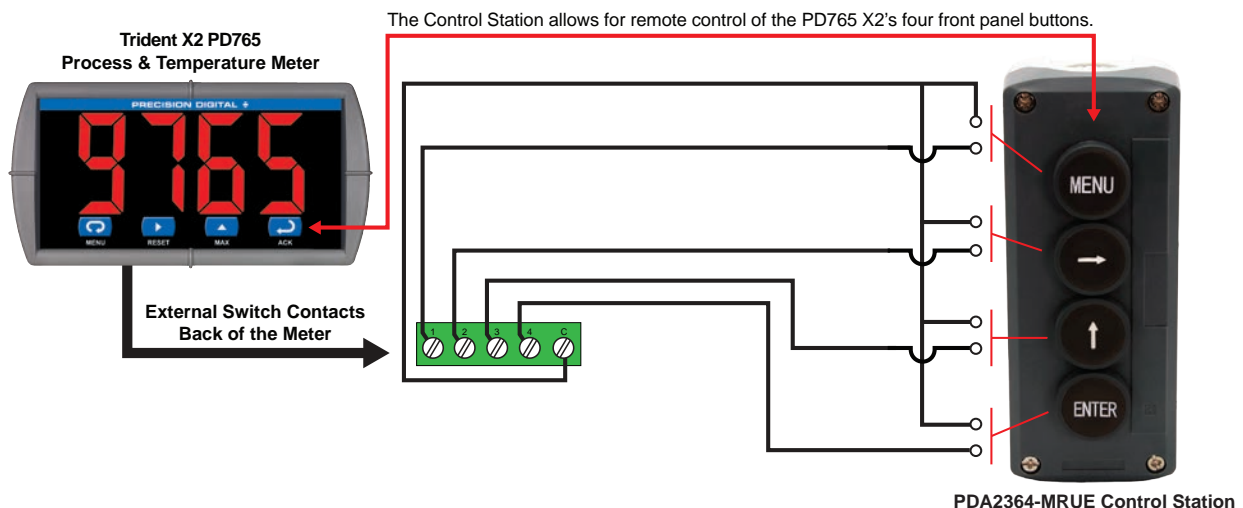 The Control Station allows for remote control of the PD765 X2's four front panel buttons.
Trident X2 PD765
Process & Temperature Meter
PRECISION DIGITAL
9765
MENU RESET MAX ACK
External Switch Contacts
Back of the Meter
1 2 3 4 C
MENU
ENTER
PDA2364-MRUE Control Station